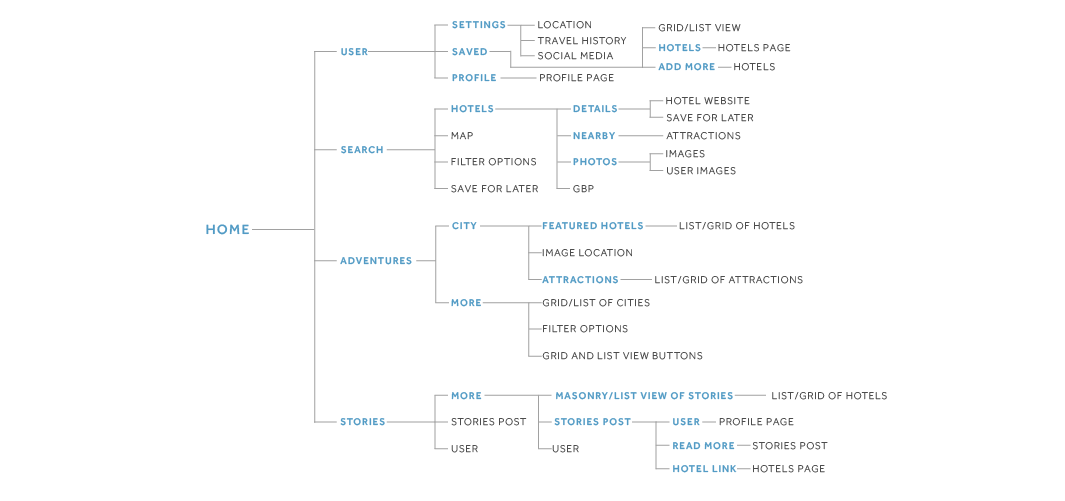 HOME
USER
SETTINGS
LOCATION
TRAVEL HISTORY
SOCIAL MEDIA
SAVED
GRID/LIST VIEW
HOTELS
HOTELS PAGE
ADD MORE
HOTELS
PROFILE
PROFILE PAGE
SEARCH
HOTELS
DETAILS
HOTEL WEBSITE
SAVE FOR LATER
NEARBY
ATTRACTIONS
PHOTOS
IMAGES
USER IMAGES
GBP
MAP
FILTER OPTIONS
SAVE FOR LATER
ADVENTURES
CITY
FEATURED HOTELS
LIST/GRID OF HOTELS
IMAGE LOCATION
ATTRACTIONS
LIST/GRID OF ATTRACTIONS
MORE
GRID/LIST OF CITIES
FILTER OPTIONS
GRID AND LIST VIEW BUTTONS
STORIES
MORE
MASONRY/LIST VIEW OF STORIES
LIST/GRID OF HOTELS
STORIES POST
USER
PROFILE PAGE
READ MORE
STORIES POST
HOTEL LINK
HOTELS PAGE
USER
STORIES POST
USER